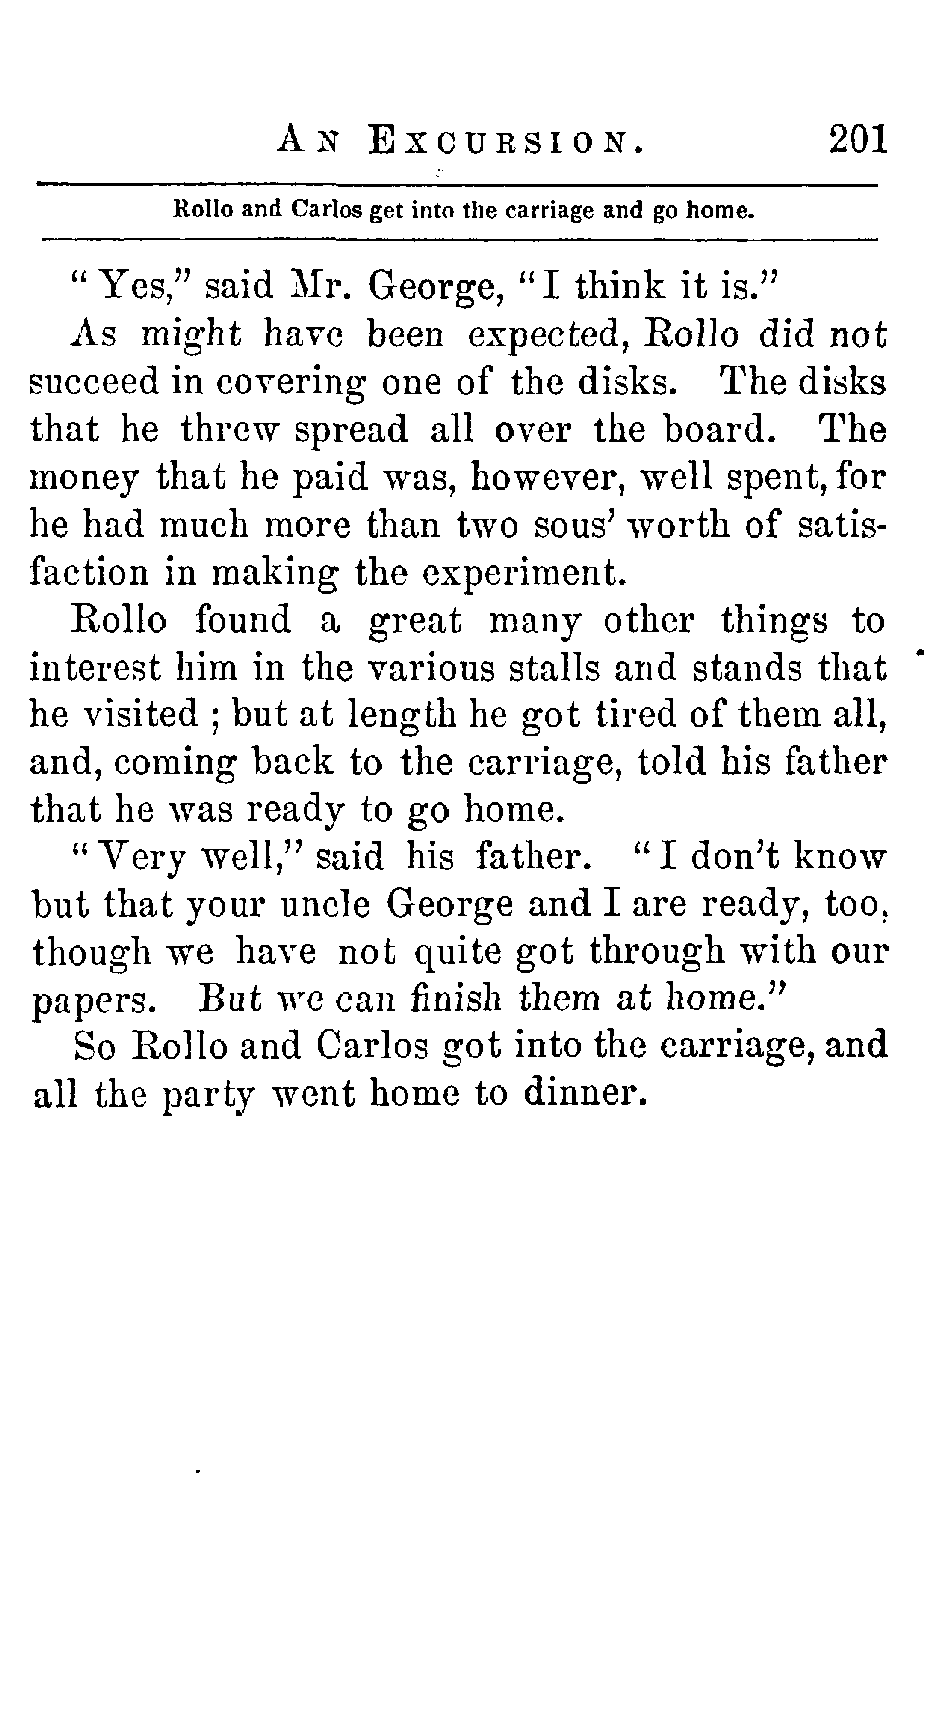 AN EXCURSION. 201
Rollo and Carlos get into the carriage and go home.
"Yes," said Mr. George, "I think it is."
As might have been expected, Rollo did not
succeed in covering one of the disks. The disks
that he threw spread all over the board. The
money that he paid was, however, well spent, for
he had much more than two sous' worth of satis-
faction in making the experiment.
Rollo found a great many other things to
interest him in the various stalls and stands that
he visited ; but at length he got tired of them all,
and, coming back to the carriage, told his father
that he was ready to go home.
"Very well," said his father. "I don't know
but that your uncle George and I are ready, too,
though we have not quite got through with our
papers. But we can finish them at home."
So Rollo and Carlos got into the carriage, and
all the party went home to dinner.